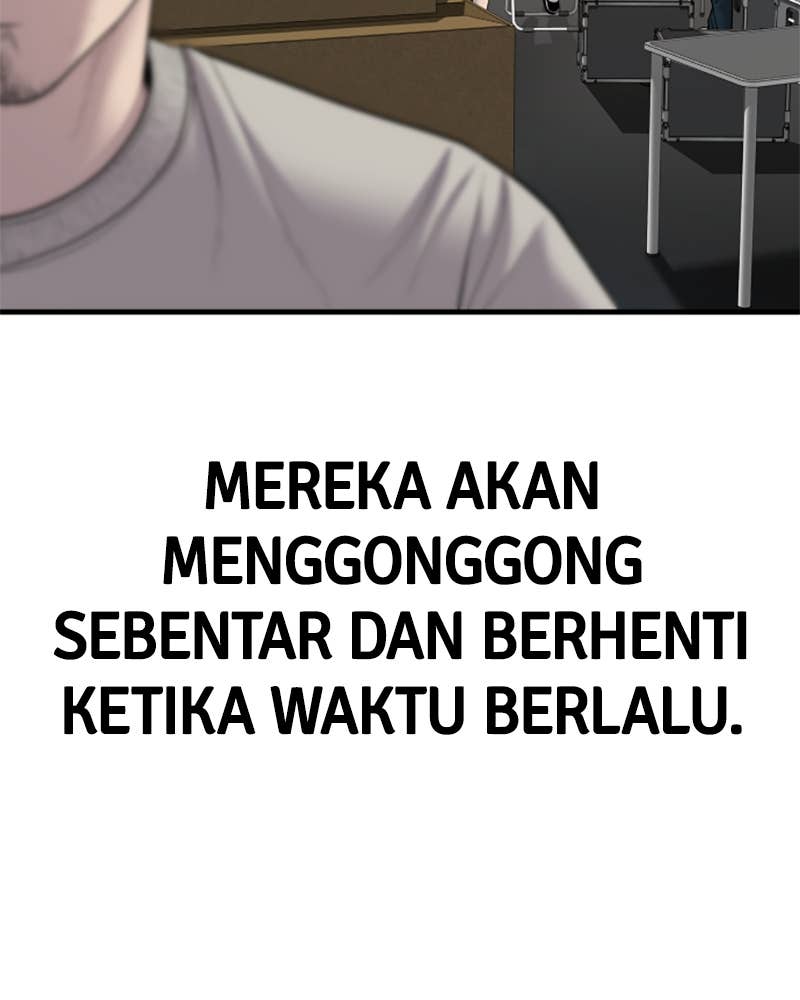 MEREKA AKAN
MENGGONGGONG
SEBENTAR DAN BERHENTI
KETIKA WAKTU BERLALU.